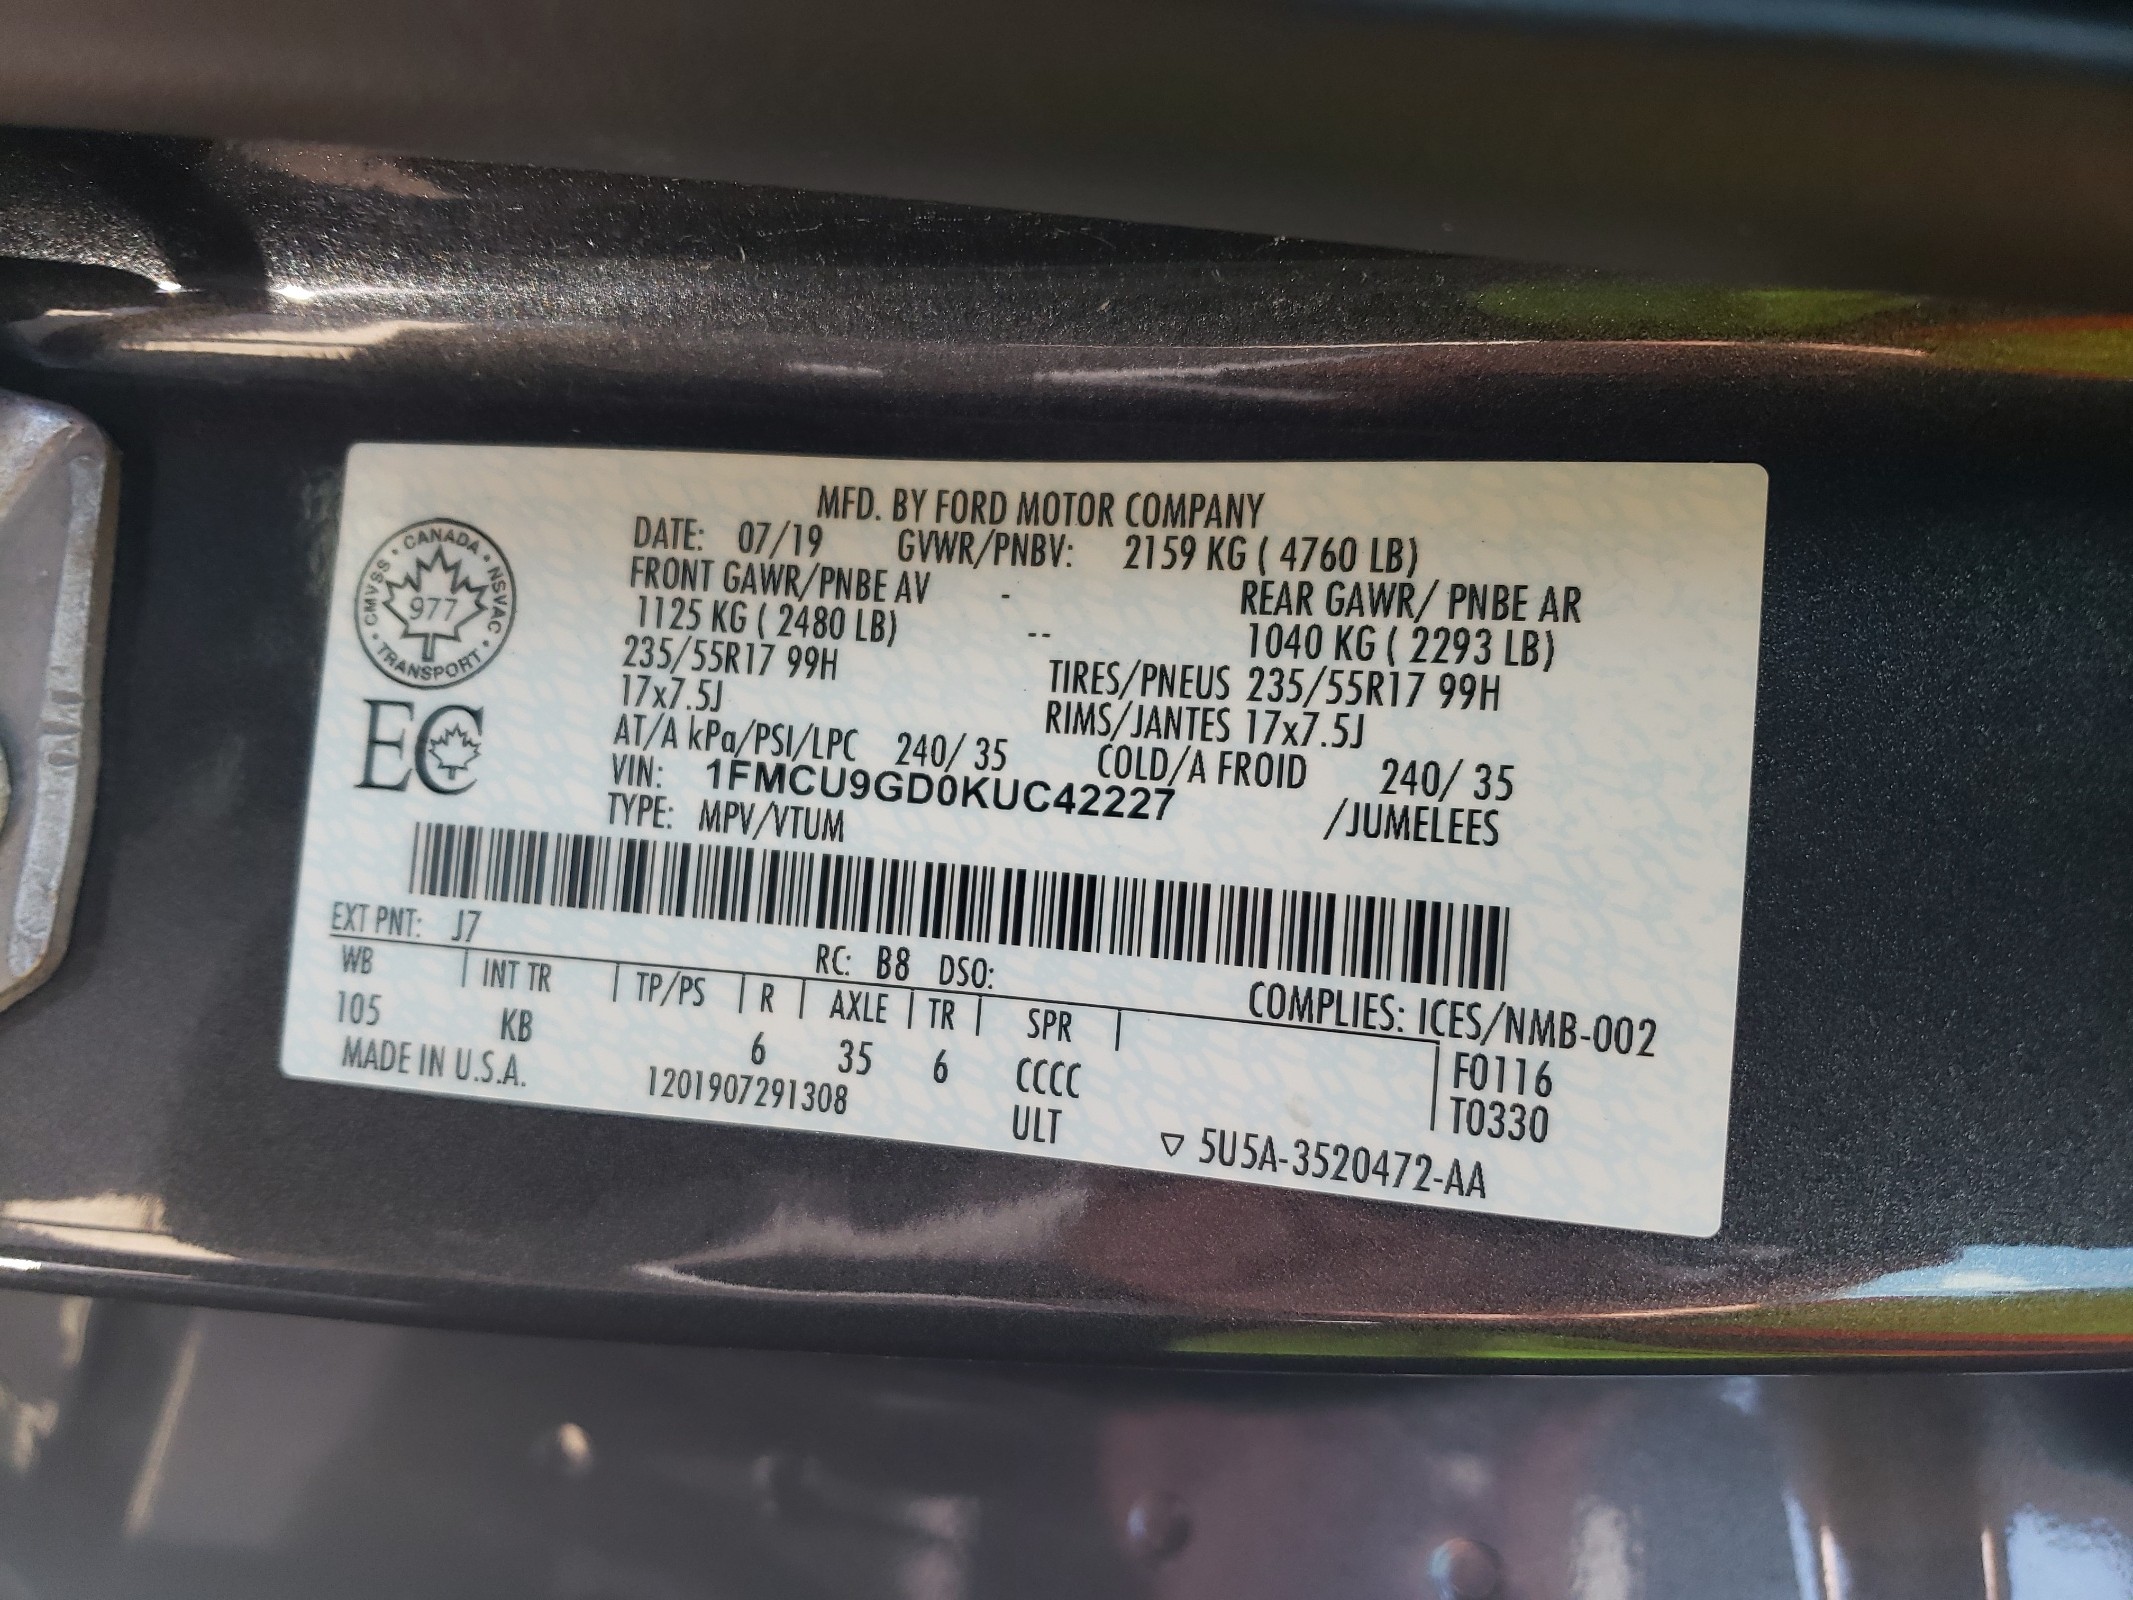 MFD. BY FORD MOTOR COMPANY
DATE: 07/19 GVWR/PNBV: 2159 KG ( 4760 LB)
FRONT GAWR/PNBE AV - REAR GAWR/ PNBE AR
1125 KG ( 2480 LB) -- 1040 KG ( 2293 LB)
235/55R17 99H TIRES/PNEUS 235/55R17 99H
17x7.5J RIMS/JANTES 17x7.5J
AT/A kPa/PSI/LPC 240/ 35 COLD/A FROID 240/ 35
VIN: 1FMCU9GD0KUC42227 /JUMELEES
TYPE: MPV/VTUM
CANADA • NSVAC • TRANSPORT • CMVSS •
977
EC
EXT PNT: J7 RC: B8 DSO:
COMPLIES: ICES/NMB-002
WB | INT TR | TP/PS | R | AXLE | TR | SPR |
105 KB 6 35 6 CCCC F0116
T0330
MADE IN U.S.A. 1201907291308 ULT ▽ 5U5A-3520472-AA